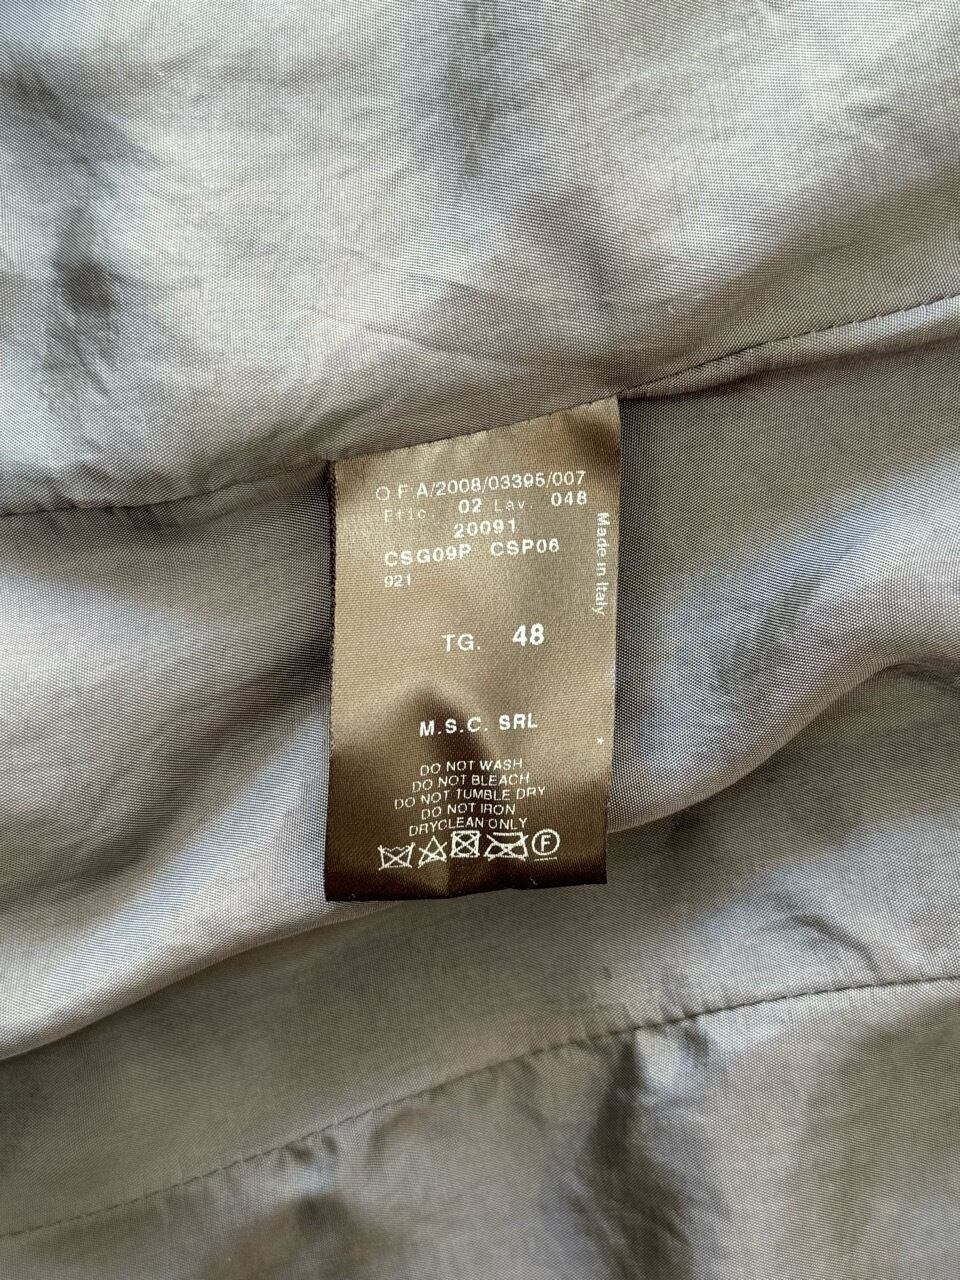 O F A/2008/03395/007
Etic. 02 Lav. 048
20091
CSG09P CSP06
921
Made in Italy
TG. 48
M.S.C. SRL
*
DO NOT WASH
DO NOT BLEACH
DO NOT TUMBLE DRY
DO NOT IRON
DRYCLEAN ONLY
F